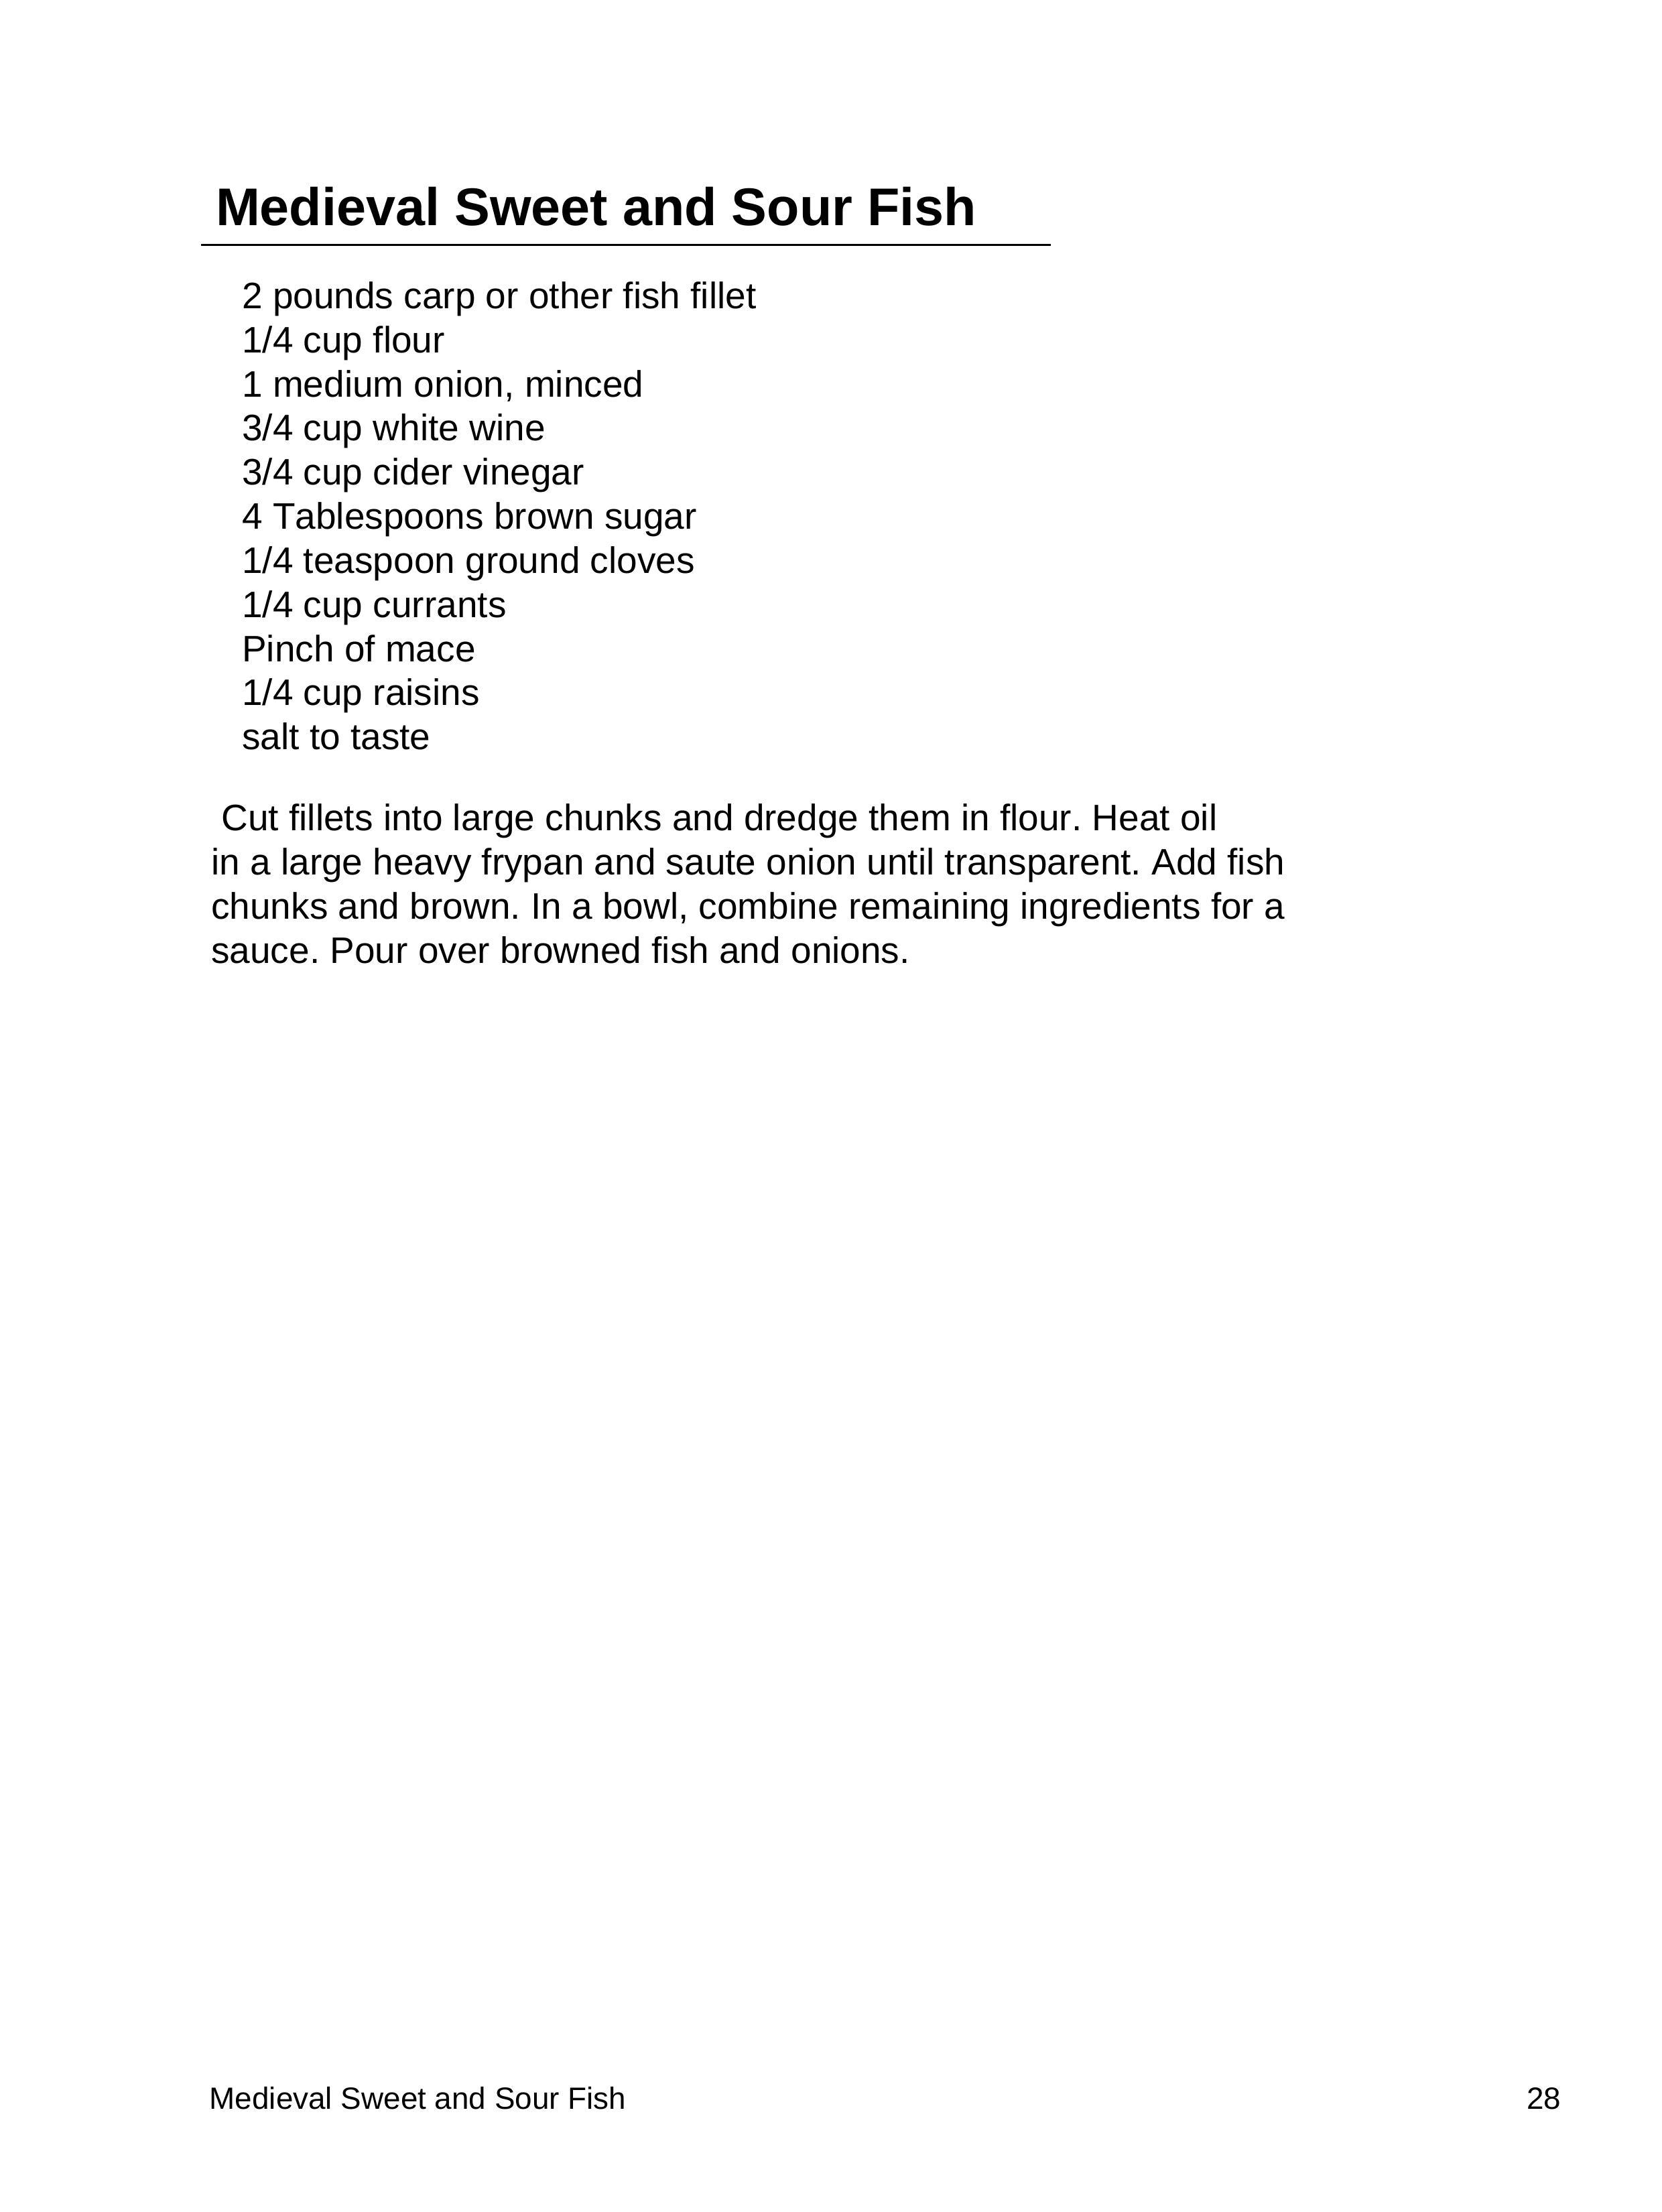 Medieval Sweet and Sour Fish
2 pounds carp or other fish fillet
1/4 cup flour
1 medium onion, minced
3/4 cup white wine
3/4 cup cider vinegar
4 Tablespoons brown sugar
1/4 teaspoon ground cloves
1/4 cup currants
Pinch of mace
1/4 cup raisins
salt to taste
Cut fillets into large chunks and dredge them in flour. Heat oil
in a large heavy frypan and saute onion until transparent. Add fish
chunks and brown. In a bowl, combine remaining ingredients for a
sauce. Pour over browned fish and onions.
Medieval Sweet and Sour Fish 28